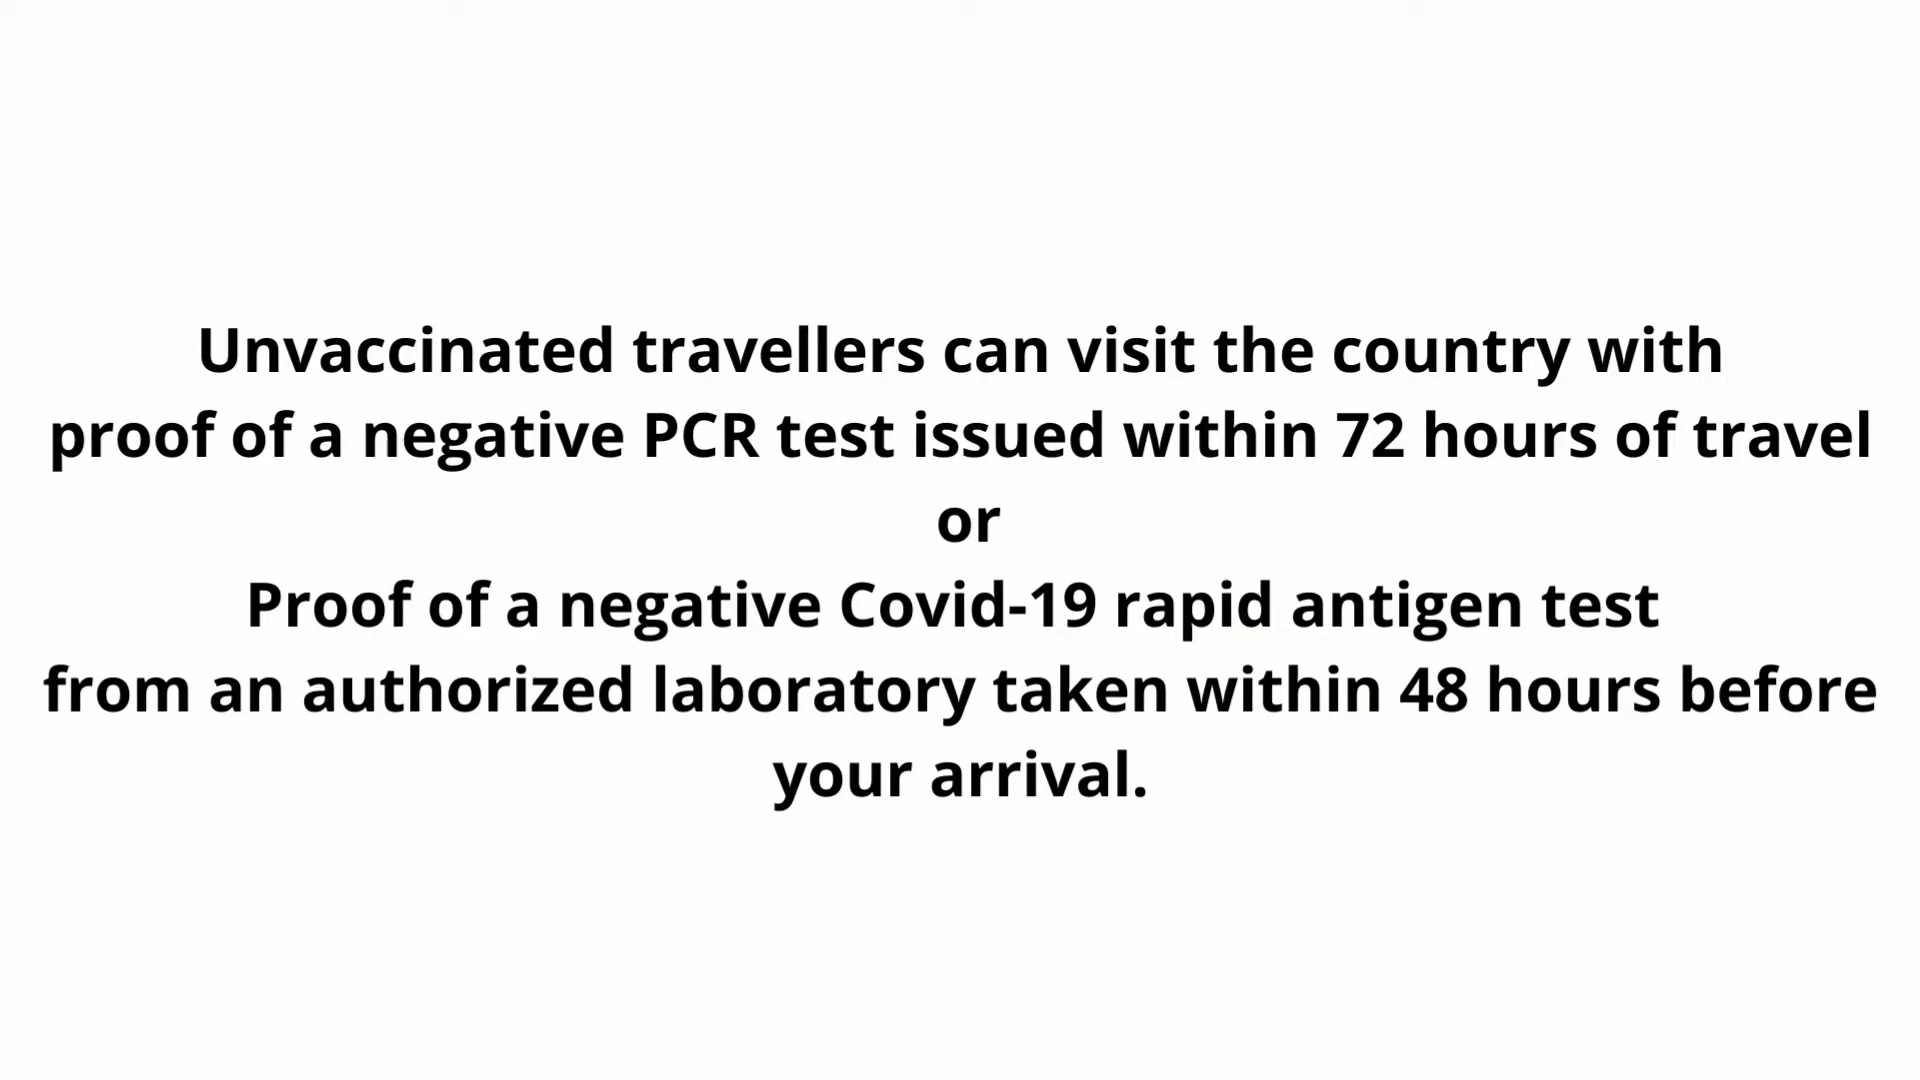 Unvaccinated travellers can visit the country with
proof of a negative PCR test issued within 72 hours of travel
or
Proof of a negative Covid-19 rapid antigen test
from an authorized laboratory taken within 48 hours before
your arrival.